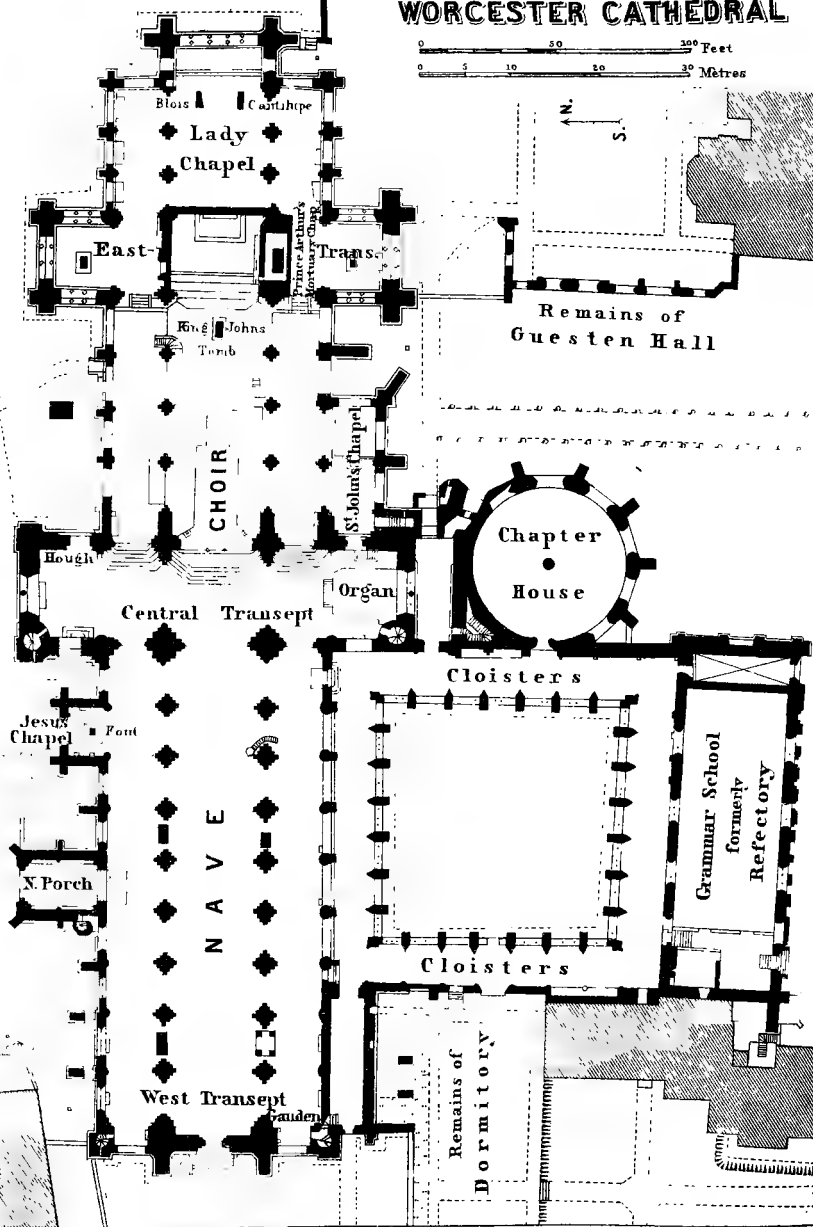 WORCESTER CATHEDRAL
0 50 100 Feet
0 5 10 20 30 Metres
N.
S.
Blois
Cantilupe
Lady
Chapel
East
Trans.
Prince Arthur's
Mortuary Chap.
King Johns
Tomb
Remains of
Guesten Hall
CHOIR
St John's Chapel
Chapter
House
Hough
Organ
Central Transept
Cloisters
Jesus
Chapel
Font
Grammar School
formerly
Refectory
NAVE
N. Porch
Cloisters
Remains of
Dormitory
West Transept
Gauden